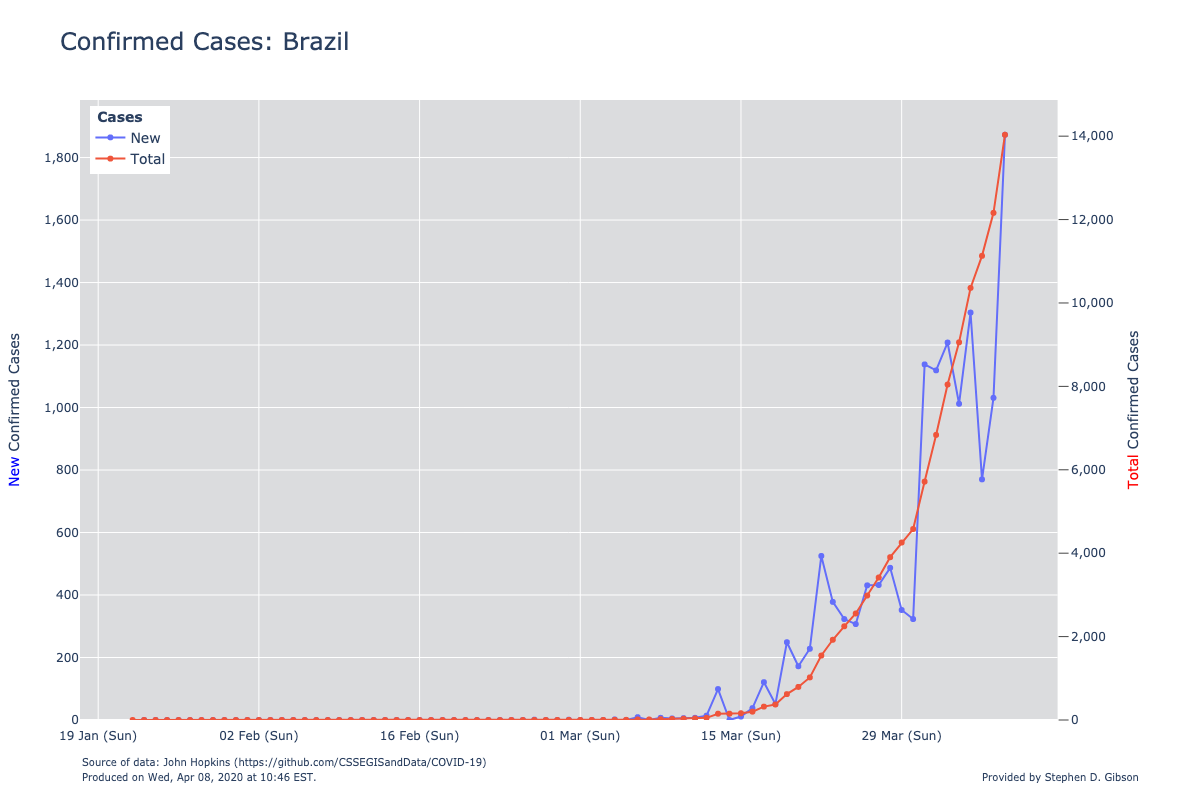 Confirmed Cases: Brazil
Cases
New
Total
1,800
1,600
1,400
1,200
1,000
800
600
400
200
0
New Confirmed Cases
14,000
12,000
10,000
8,000
6,000
4,000
2,000
0
Total Confirmed Cases
19 Jan (Sun) 02 Feb (Sun) 16 Feb (Sun) 01 Mar (Sun) 15 Mar (Sun) 29 Mar (Sun)
Source of data: John Hopkins (https://github.com/CSSEGISandData/COVID-19)
Produced on Wed, Apr 08, 2020 at 10:46 EST.
Provided by Stephen D. Gibson